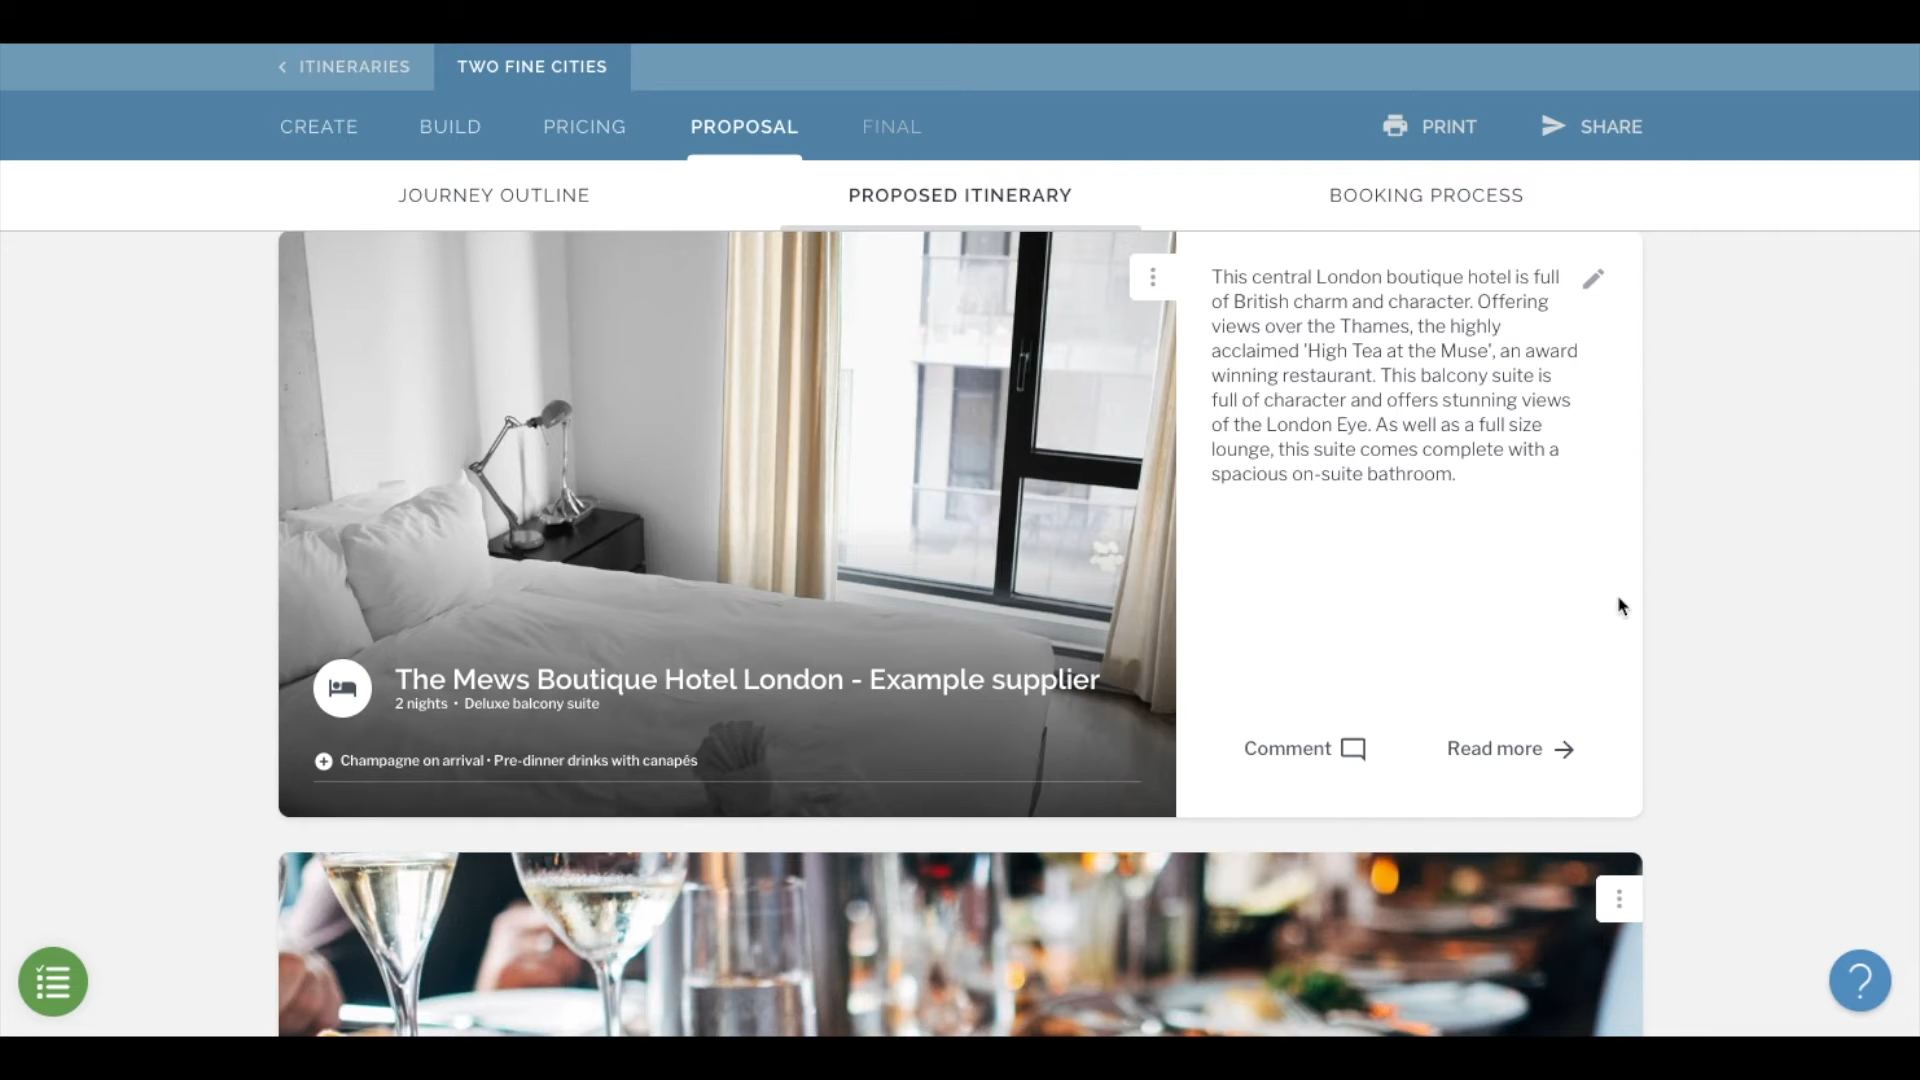 ITINERARIES
TWO FINE CITIES
CREATE
BUILD
PRICING
PROPOSAL
FINAL
PRINT
SHARE
JOURNEY OUTLINE
PROPOSED ITINERARY
BOOKING PROCESS
This central London boutique hotel is full
of British charm and character. Offering
views over the Thames, the highly
acclaimed 'High Tea at the Muse', an award
winning restaurant. This balcony suite is
full of character and offers stunning views
of the London Eye. As well as a full size
lounge, this suite comes complete with a
spacious on-suite bathroom.
The Mews Boutique Hotel London - Example supplier
2 nights • Deluxe balcony suite
Champagne on arrival • Pre-dinner drinks with canapés
Comment
Read more
?